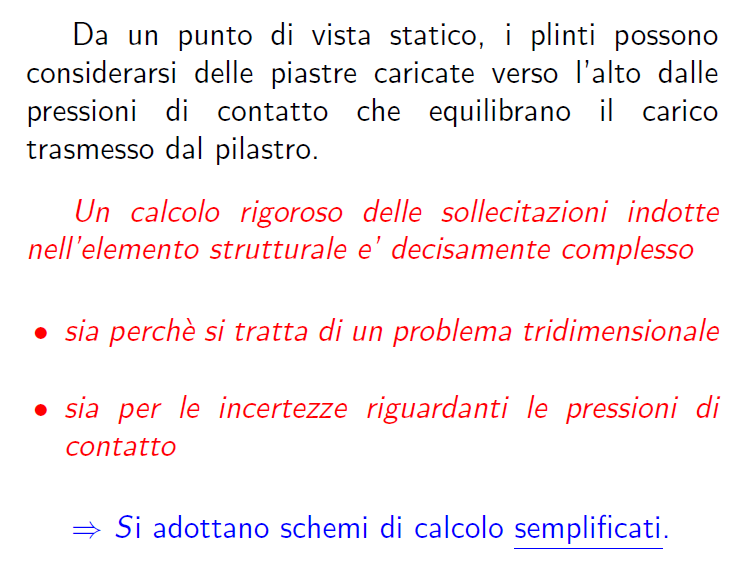 Da un punto di vista statico, i plinti possono
considerarsi delle piastre caricate verso l'alto dalle
pressioni di contatto che equilibrano il carico
trasmesso dal pilastro.
Un calcolo rigoroso delle sollecitazioni indotte
nell'elemento strutturale e' decisamente complesso
• sia perchè si tratta di un problema tridimensionale
• sia per le incertezze riguardanti le pressioni di
contatto
⇒ Si adottano schemi di calcolo semplificati.